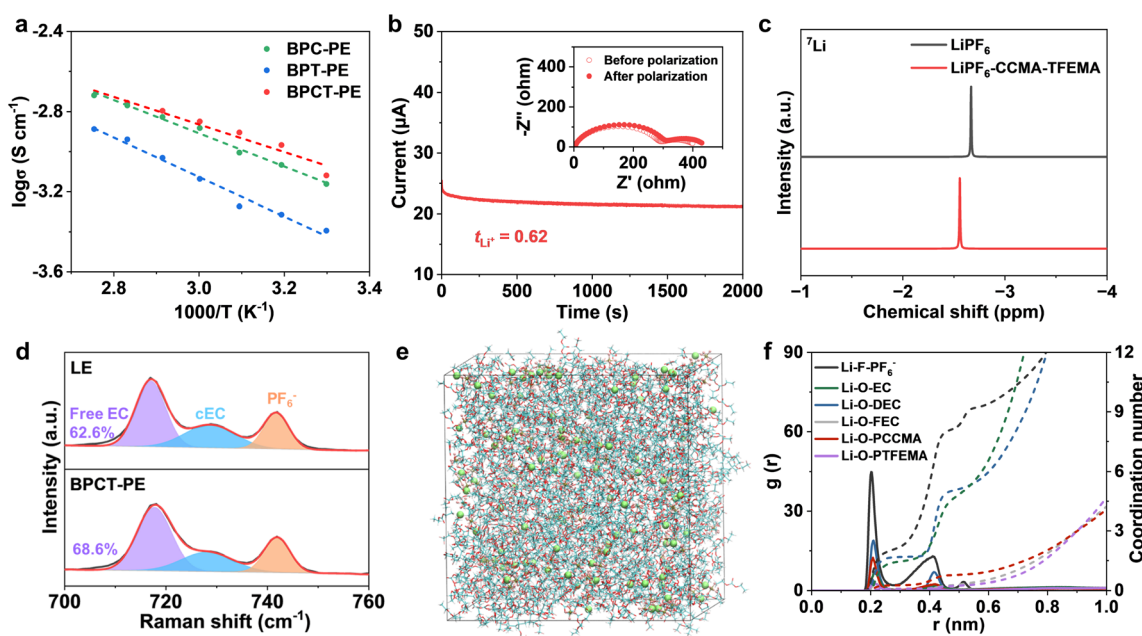 a
-2.4
-2.8
-3.2
-3.6
logσ (S cm⁻¹)
BPC-PE
BPT-PE
BPCT-PE
2.8 3.0 3.2 3.4
1000/T (K⁻¹)
b
50
40
30
20
10
Current (µA)
Before polarization
After polarization
400
200
0
-Z'' (ohm)
0 200 400
Z' (ohm)
t_Li⁺ = 0.62
0 500 1000 1500 2000
Time (s)
c
⁷Li
LiPF₆
LiPF₆-CCMA-TFEMA
Intensity (a.u.)
−1 −2 −3 −4
Chemical shift (ppm)
d
LE
Free EC
62.6%
cEC
PF₆⁻
BPCT-PE
68.6%
Intensity (a.u.)
700 720 740 760
Raman shift (cm⁻¹)
e
f
90
60
30
0
g (r)
Li-F-PF₆⁻
Li-O-EC
Li-O-DEC
Li-O-FEC
Li-O-PCCMA
Li-O-PTFEMA
12
9
6
3
0
Coordination number
0.0 0.2 0.4 0.6 0.8 1.0
r (nm)